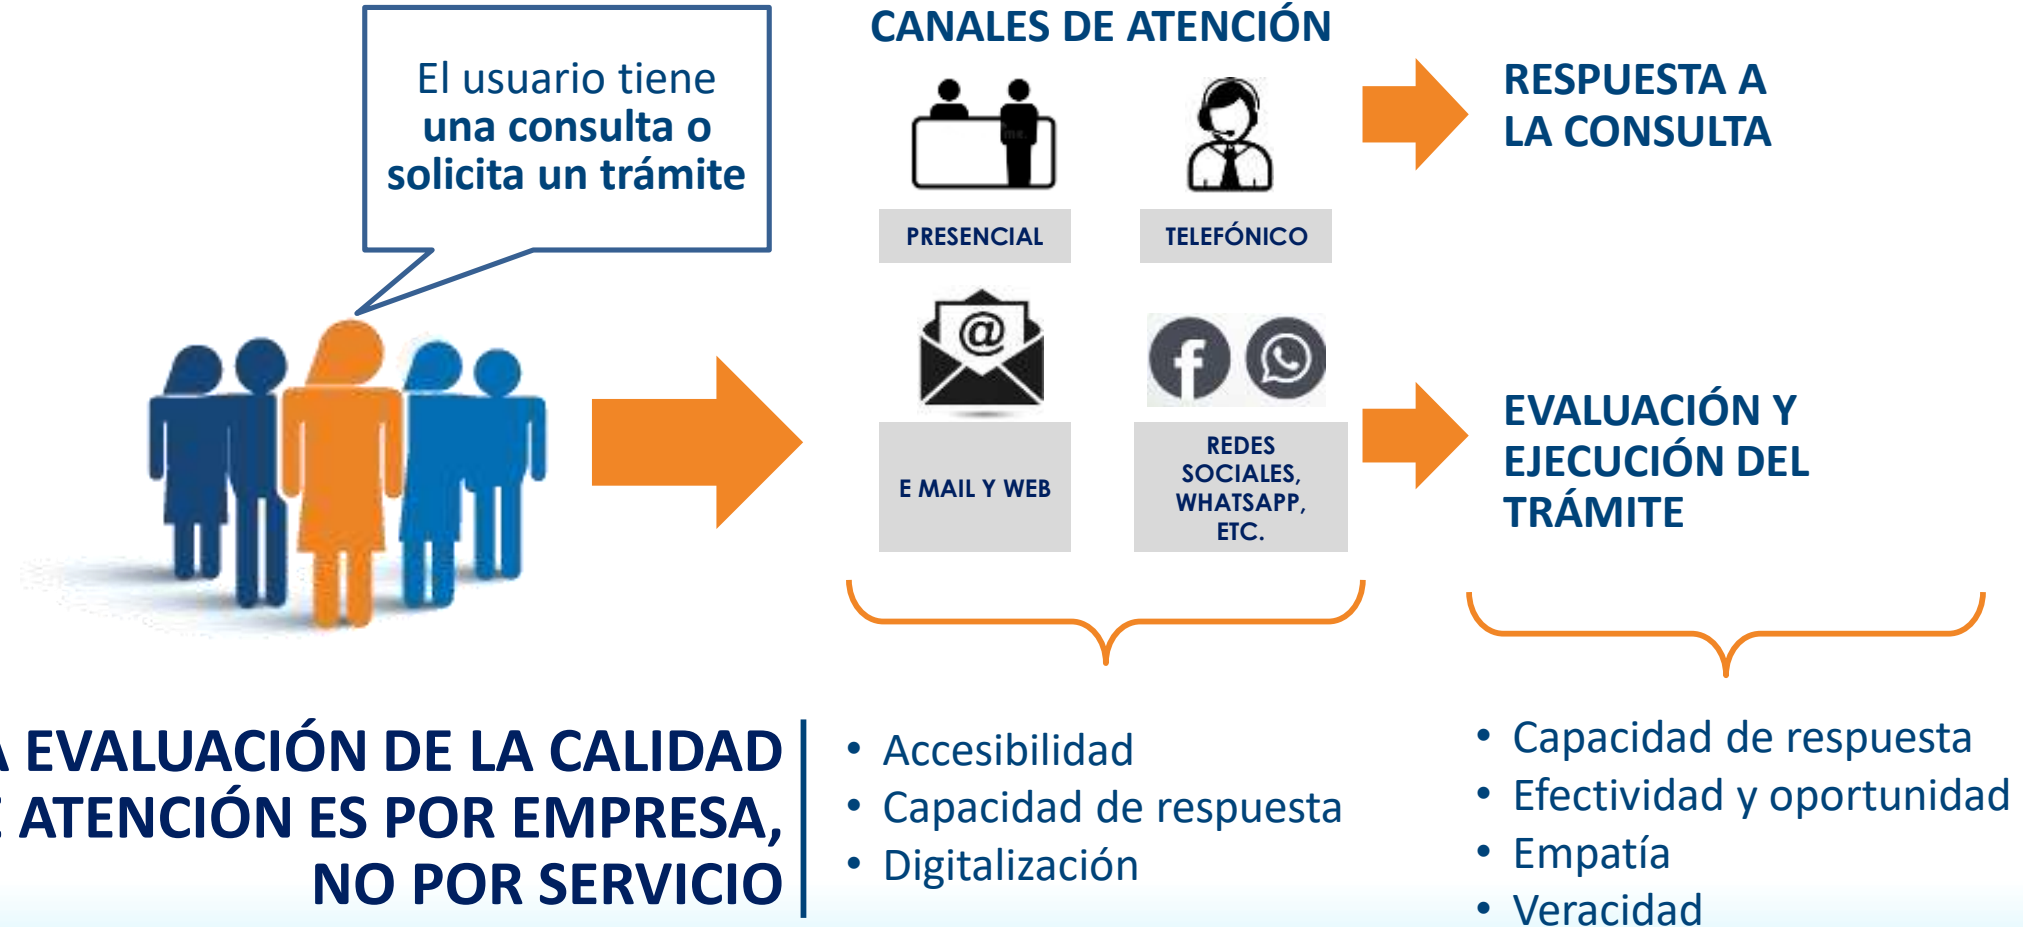 El usuario tiene
una consulta o
solicita un trámite
CANALES DE ATENCIÓN
PRESENCIAL
TELEFÓNICO
@
E MAIL Y WEB
REDES
SOCIALES,
WHATSAPP,
ETC.
RESPUESTA A
LA CONSULTA
EVALUACIÓN Y
EJECUCIÓN DEL
TRÁMITE
A EVALUACIÓN DE LA CALIDAD
E ATENCIÓN ES POR EMPRESA,
NO POR SERVICIO
• Accesibilidad
• Capacidad de respuesta
• Digitalización
• Capacidad de respuesta
• Efectividad y oportunidad
• Empatía
• Veracidad